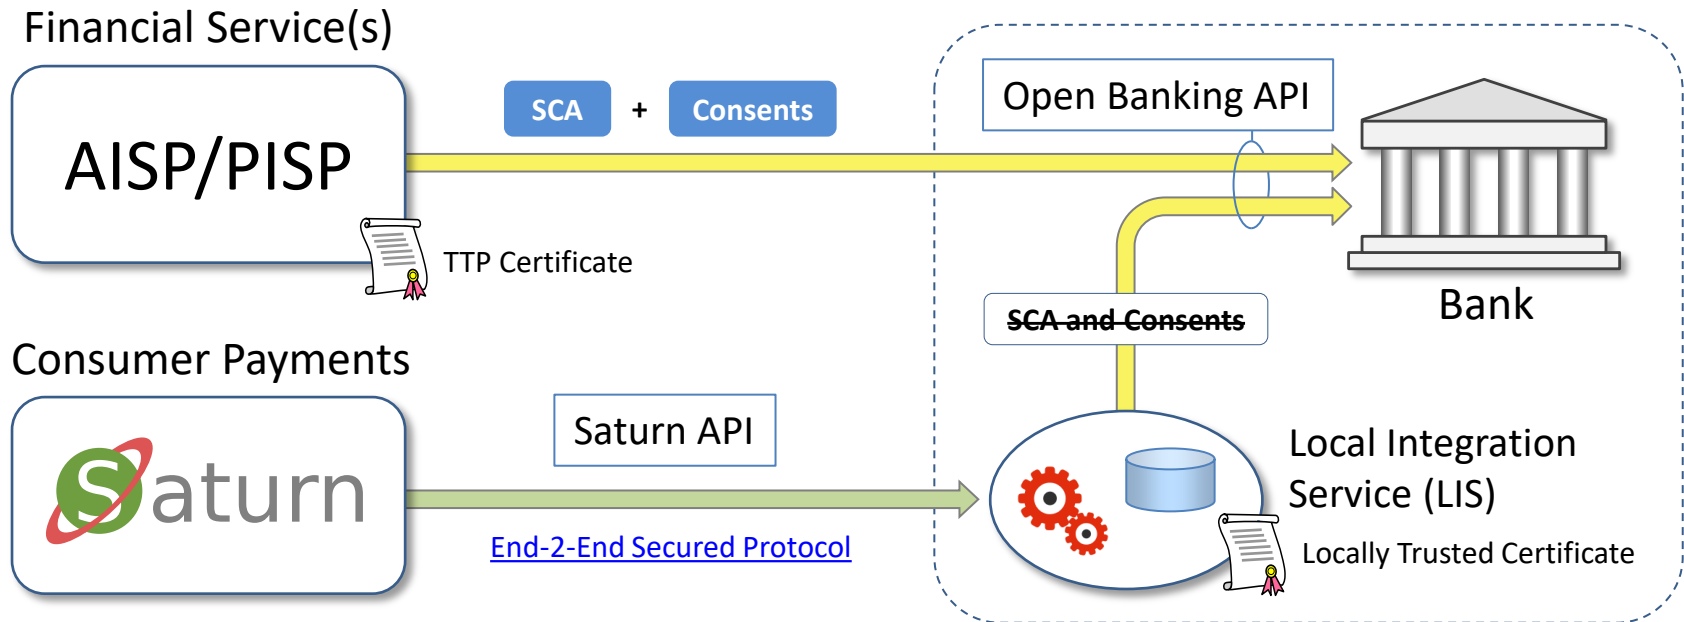 Financial Service(s)
AISP/PISP
TTP Certificate
SCA + Consents
Open Banking API
Bank
SCA and Consents
Consumer Payments
Saturn
Saturn API
End-2-End Secured Protocol
Local Integration
Service (LIS)
Locally Trusted Certificate